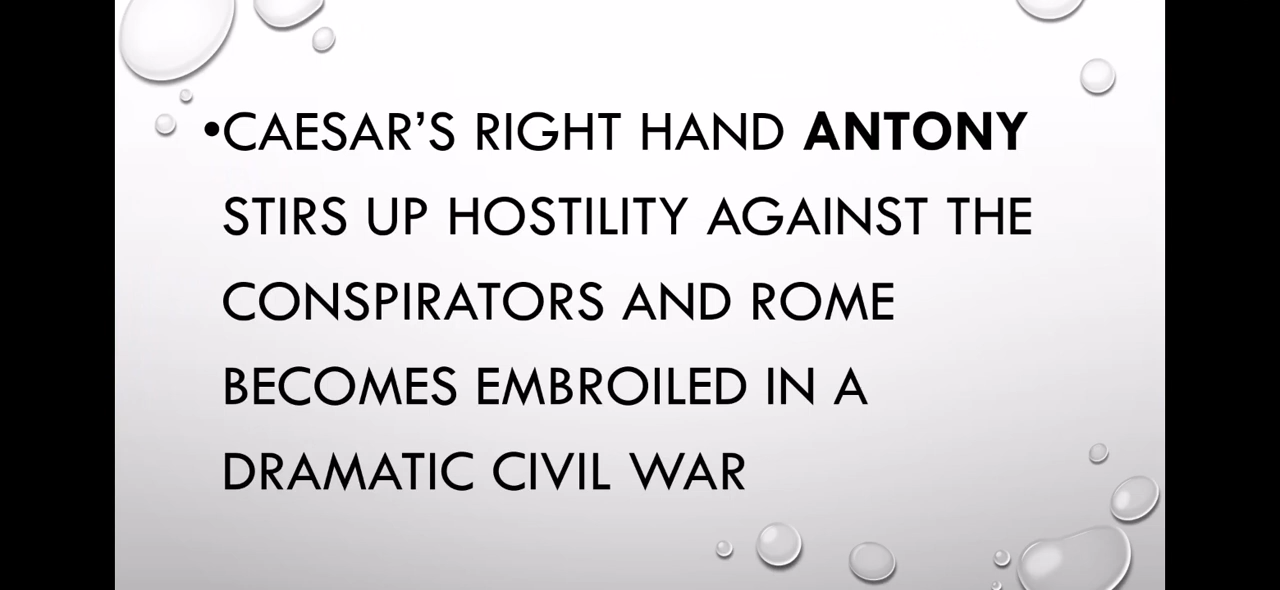 •CAESAR’S RIGHT HAND ANTONY
STIRS UP HOSTILITY AGAINST THE
CONSPIRATORS AND ROME
BECOMES EMBROILED IN A
DRAMATIC CIVIL WAR